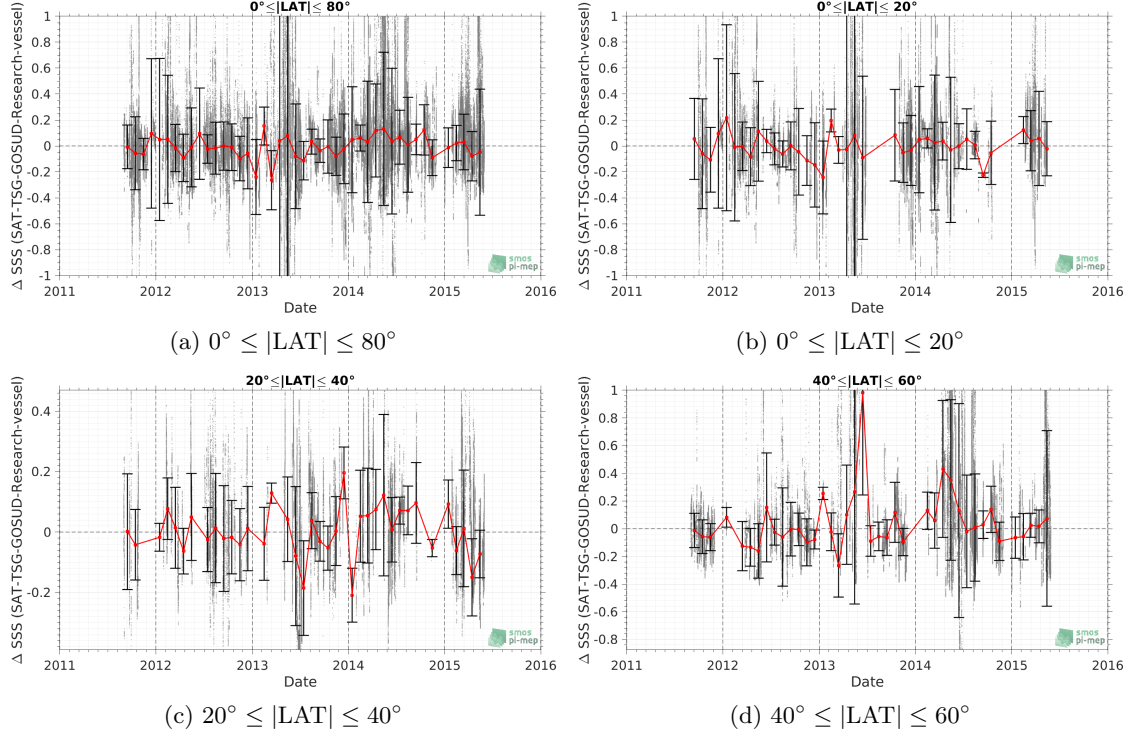 0°≤|LAT|≤ 80°
Δ SSS (SAT-TSG-GOSUD-Research-vessel)
1
0.8
0.6
0.4
0.2
0
-0.2
-0.4
-0.6
-0.8
-1
2011 2012 2013 2014 2015 2016
Date
smos
pi-mep
(a) 0° ≤ |LAT| ≤ 80°
0°≤|LAT|≤ 20°
Δ SSS (SAT-TSG-GOSUD-Research-vessel)
1
0.8
0.6
0.4
0.2
0
-0.2
-0.4
-0.6
-0.8
-1
2011 2012 2013 2014 2015 2016
Date
smos
pi-mep
(b) 0° ≤ |LAT| ≤ 20°
20°≤|LAT|≤ 40°
Δ SSS (SAT-TSG-GOSUD-Research-vessel)
0.4
0.2
0
-0.2
2011 2012 2013 2014 2015 2016
Date
smos
pi-mep
(c) 20° ≤ |LAT| ≤ 40°
40°≤|LAT|≤ 60°
Δ SSS (SAT-TSG-GOSUD-Research-vessel)
1
0.8
0.6
0.4
0.2
0
-0.2
-0.4
-0.6
-0.8
2011 2012 2013 2014 2015 2016
Date
smos
pi-mep
(d) 40° ≤ |LAT| ≤ 60°